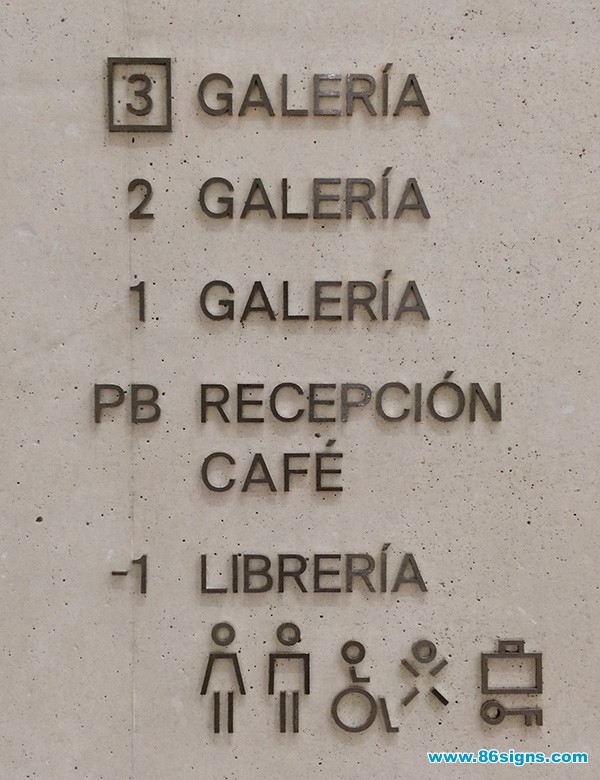 3 GALERÍA
2 GALERÍA
1 GALERÍA
PB RECEPCIÓN
CAFÉ
-1 LIBRERÍA
www.86signs.com